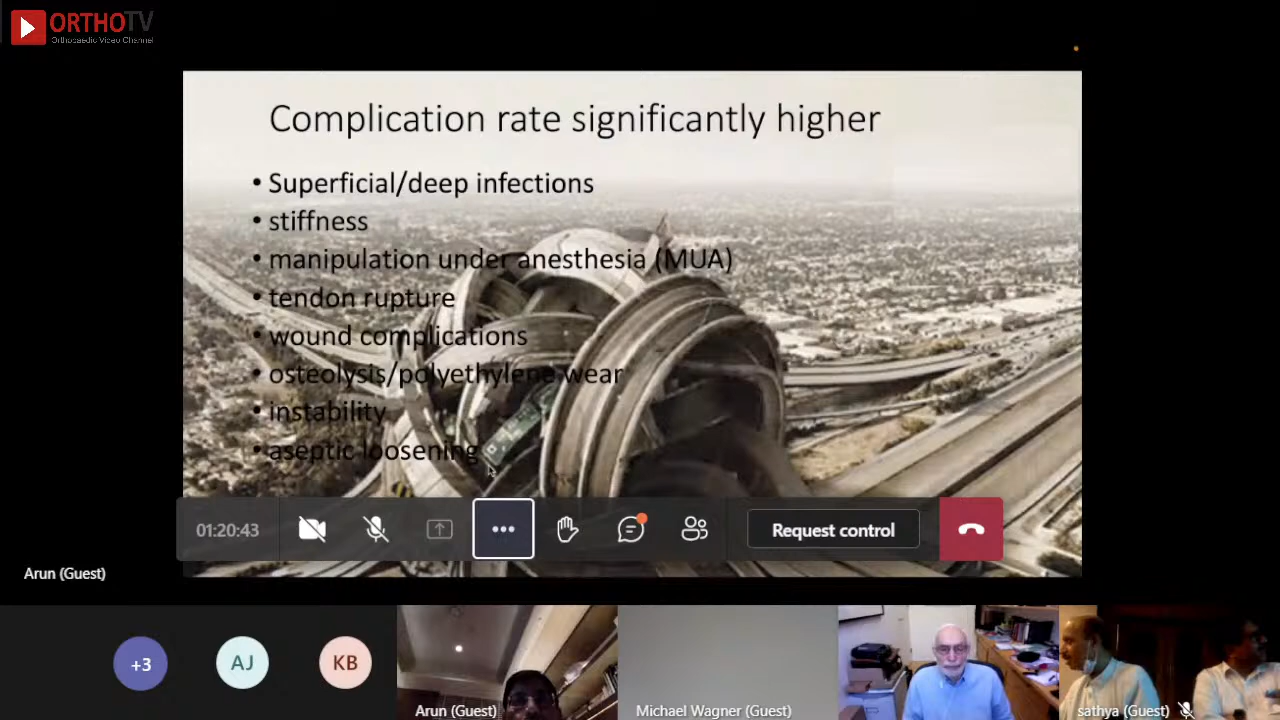 ORTHOTV
Orthopaedic Video Channel
Complication rate significantly higher
• Superficial/deep infections
• stiffness
• manipulation under anesthesia (MUA)
• tendon rupture
• wound complications
• osteolysis/polyethylene wear
• instability
• aseptic loosening
01:20:43
Request control
Arun (Guest)
+3
AJ
KB
Arun (Guest)
Michael Wagner (Guest)
sathya (Guest)